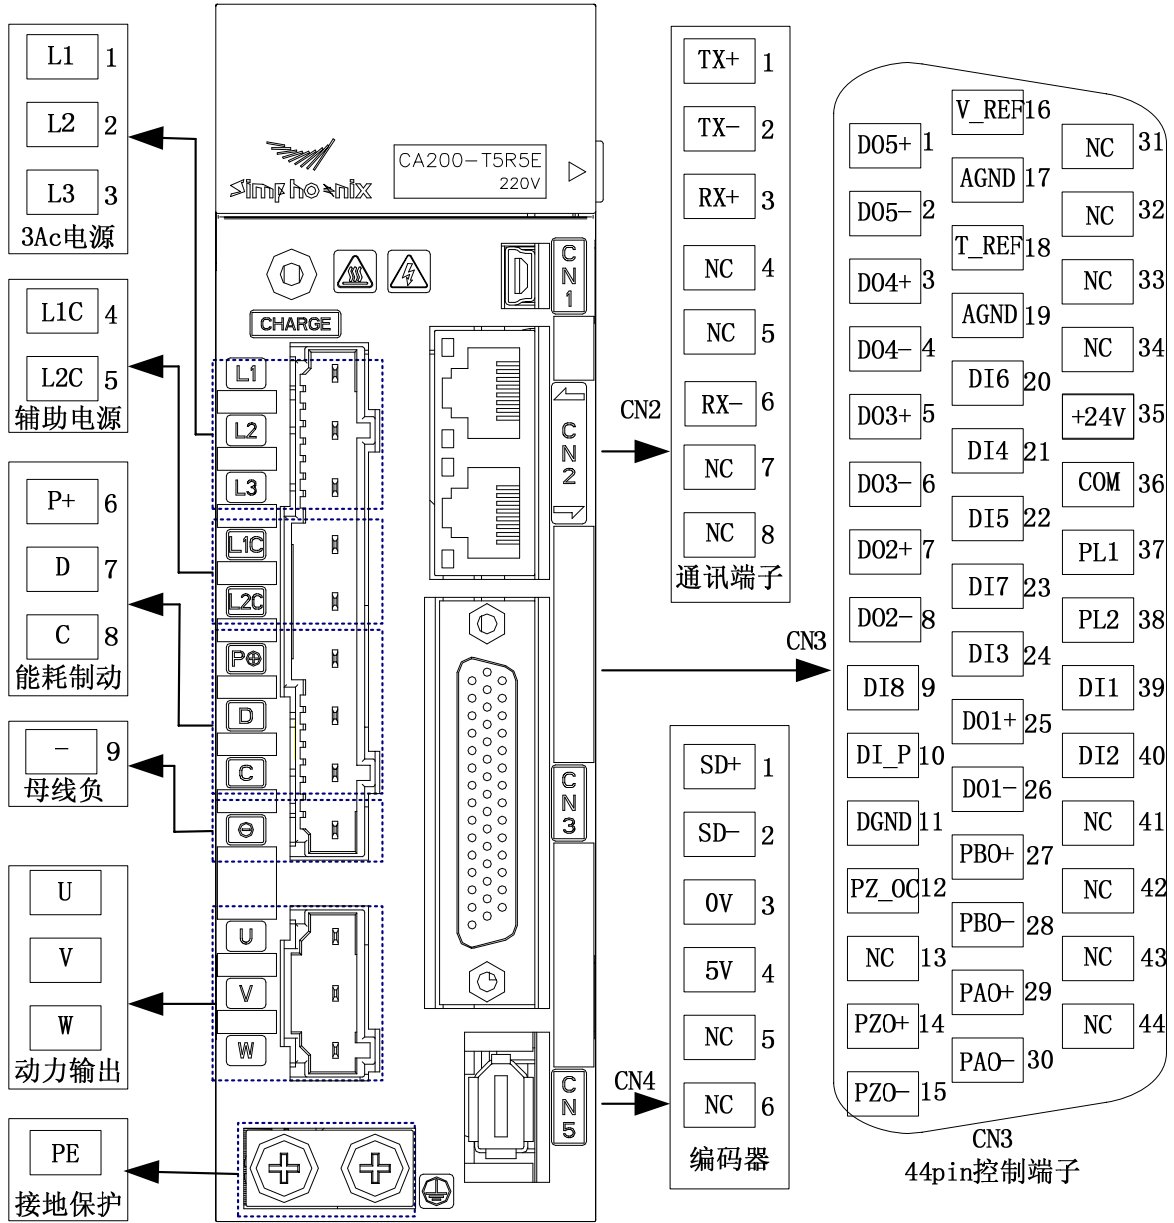 L1 1
L2 2
L3 3
3Ac电源
L1C 4
L2C 5
辅助电源
P+ 6
D 7
C 8
能耗制动
- 9
母线负
U
V
W
动力输出
PE
接地保护
simphoenix
CA200-T5R5E
220V
CHARGE
L1
L2
L3
L1C
L2C
P⊕
D
C
⊖
U
V
W
CN1
CN2
CN3
CN5
CN2
TX+ 1
TX- 2
RX+ 3
NC 4
NC 5
RX- 6
NC 7
NC 8
通讯端子
CN3
CN4
SD+ 1
SD- 2
0V 3
5V 4
NC 5
NC 6
编码器
DO5+ 1
DO5- 2
DO4+ 3
DO4- 4
DO3+ 5
DO3- 6
DO2+ 7
DO2- 8
DI8 9
DI_P 10
DGND 11
PZ_OC 12
NC 13
PZO+ 14
PZO- 15
V_REF 16
AGND 17
T_REF 18
AGND 19
DI6 20
DI4 21
DI5 22
DI7 23
DI3 24
DO1+ 25
DO1- 26
PBO+ 27
PBO- 28
PAO+ 29
PAO- 30
NC 31
NC 32
NC 33
NC 34
+24V 35
COM 36
PL1 37
PL2 38
DI1 39
DI2 40
NC 41
NC 42
NC 43
NC 44
CN3
44pin控制端子